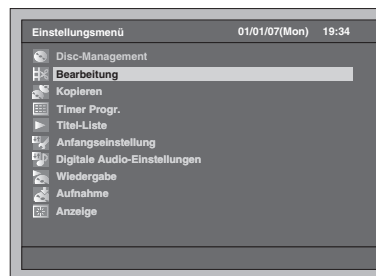 Einstellungsmenü 01/01/07(Mon) 19:34
Disc-Management
Bearbeitung
Kopieren
Timer Progr.
Titel-Liste
Anfangseinstellung
Digitale Audio-Einstellungen
Wiedergabe
Aufnahme
Anzeige